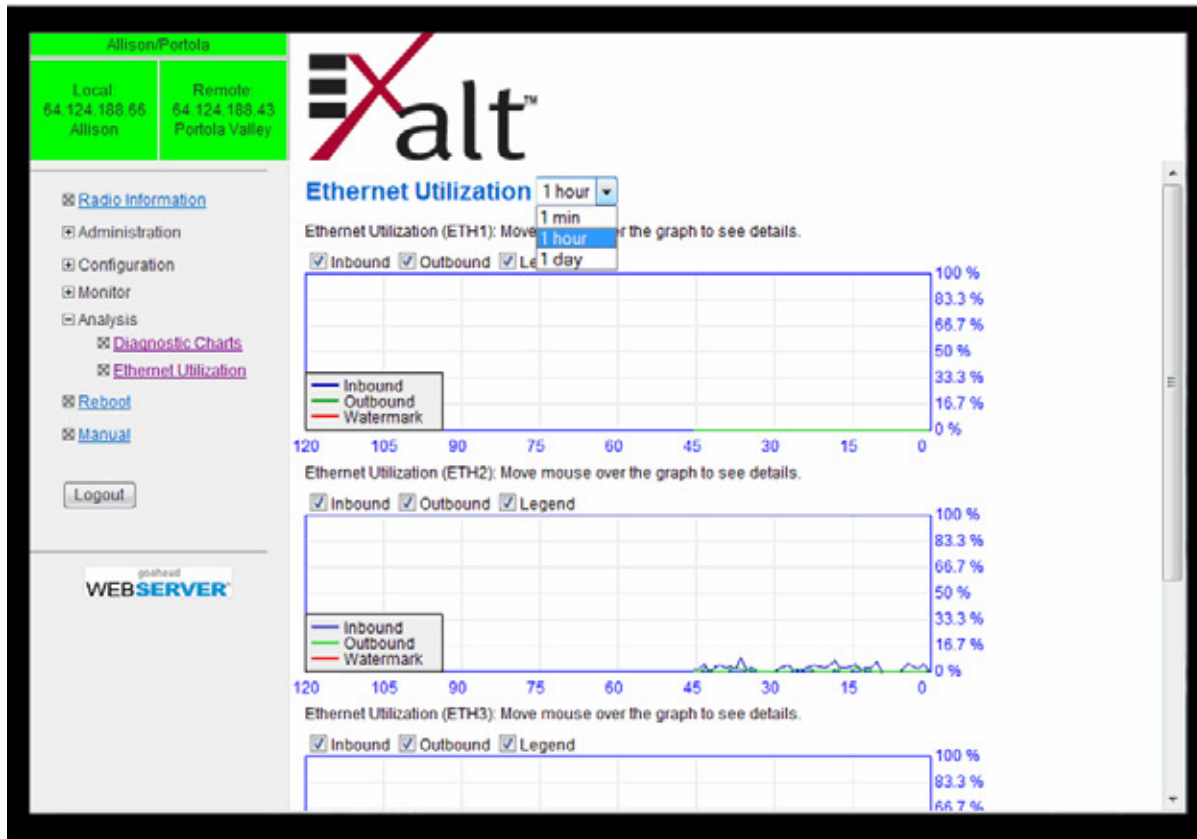 Allison/Portola
Local:
64.124.188.66
Allison
Remote:
64.124.188.43
Portola Valley
EXalt™
Radio Information
Administration
Configuration
Monitor
Analysis
Diagnostic Charts
Ethernet Utilization
Reboot
Manual
Logout
goahead
WEBSERVER
Ethernet Utilization 1 hour
1 min
1 hour
1 day
Ethernet Utilization (ETH1): Move the graph to see details.
Inbound Outbound
100 %
83.3 %
66.7 %
50 %
33.3 %
16.7 %
0 %
Inbound
Outbound
Watermark
120 105 90 75 60 45 30 15 0
Ethernet Utilization (ETH2): Move mouse over the graph to see details.
Inbound Outbound Legend
100 %
83.3 %
66.7 %
50 %
33.3 %
16.7 %
0 %
Inbound
Outbound
Watermark
120 105 90 75 60 45 30 15 0
Ethernet Utilization (ETH3): Move mouse over the graph to see details.
Inbound Outbound Legend
100 %
83.3 %
66.7 %